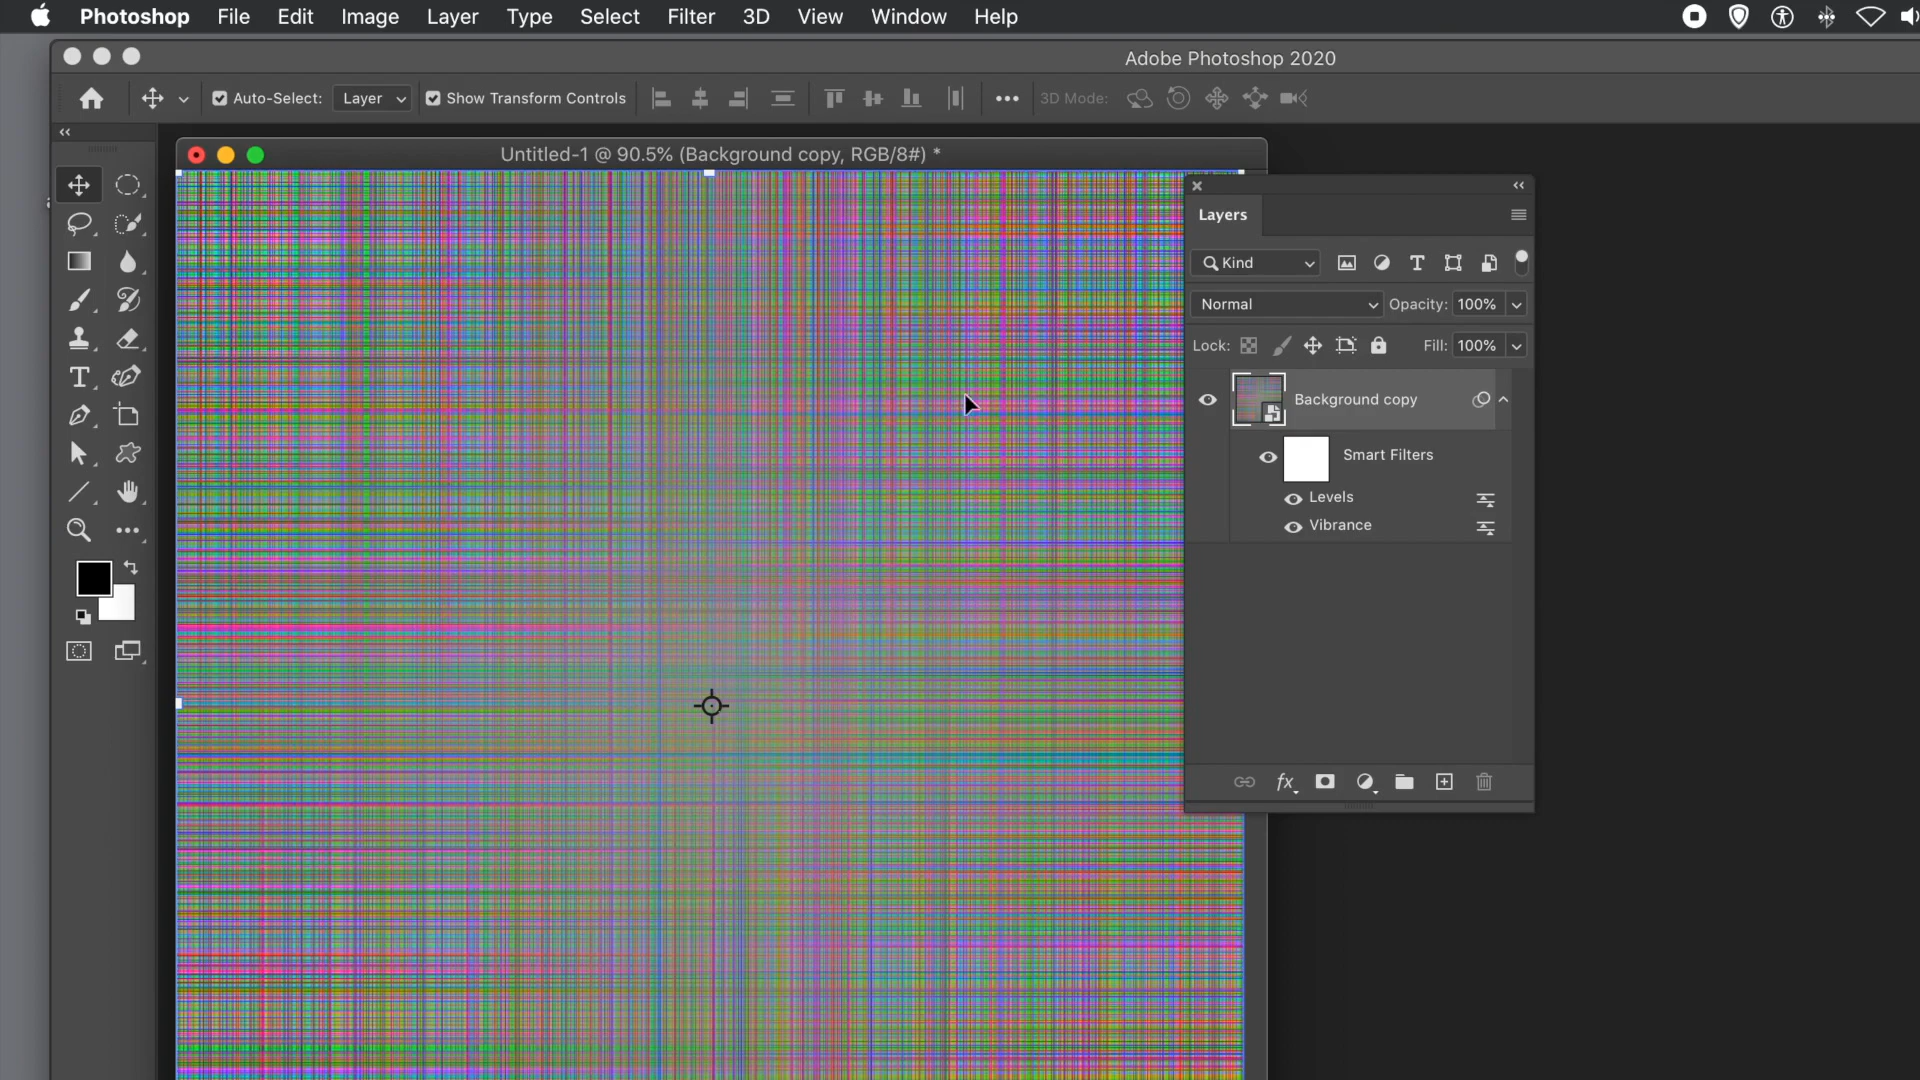 Photoshop File Edit Image Layer Type Select Filter 3D View Window Help
Adobe Photoshop 2020
Auto-Select: Layer Show Transform Controls 3D Mode:
Untitled-1 @ 90.5% (Background copy, RGB/8#) *
Layers
Kind
Normal Opacity: 100%
Lock: Fill: 100%
Background copy
Smart Filters
Levels
Vibrance
fx